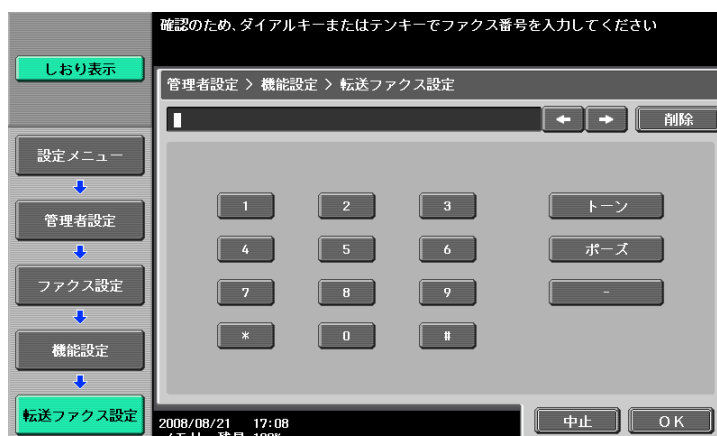 確認のため、ダイアルキーまたはテンキーでファクス番号を入力してください
しおり表示
管理者設定 > 機能設定 > 転送ファクス設定
← → 削除
設定メニュー
管理者設定
ファクス設定
機能設定
転送ファクス設定
1 2 3 トーン
4 5 6 ポーズ
7 8 9 -
* 0 #
2008/08/21 17:08
中止 OK